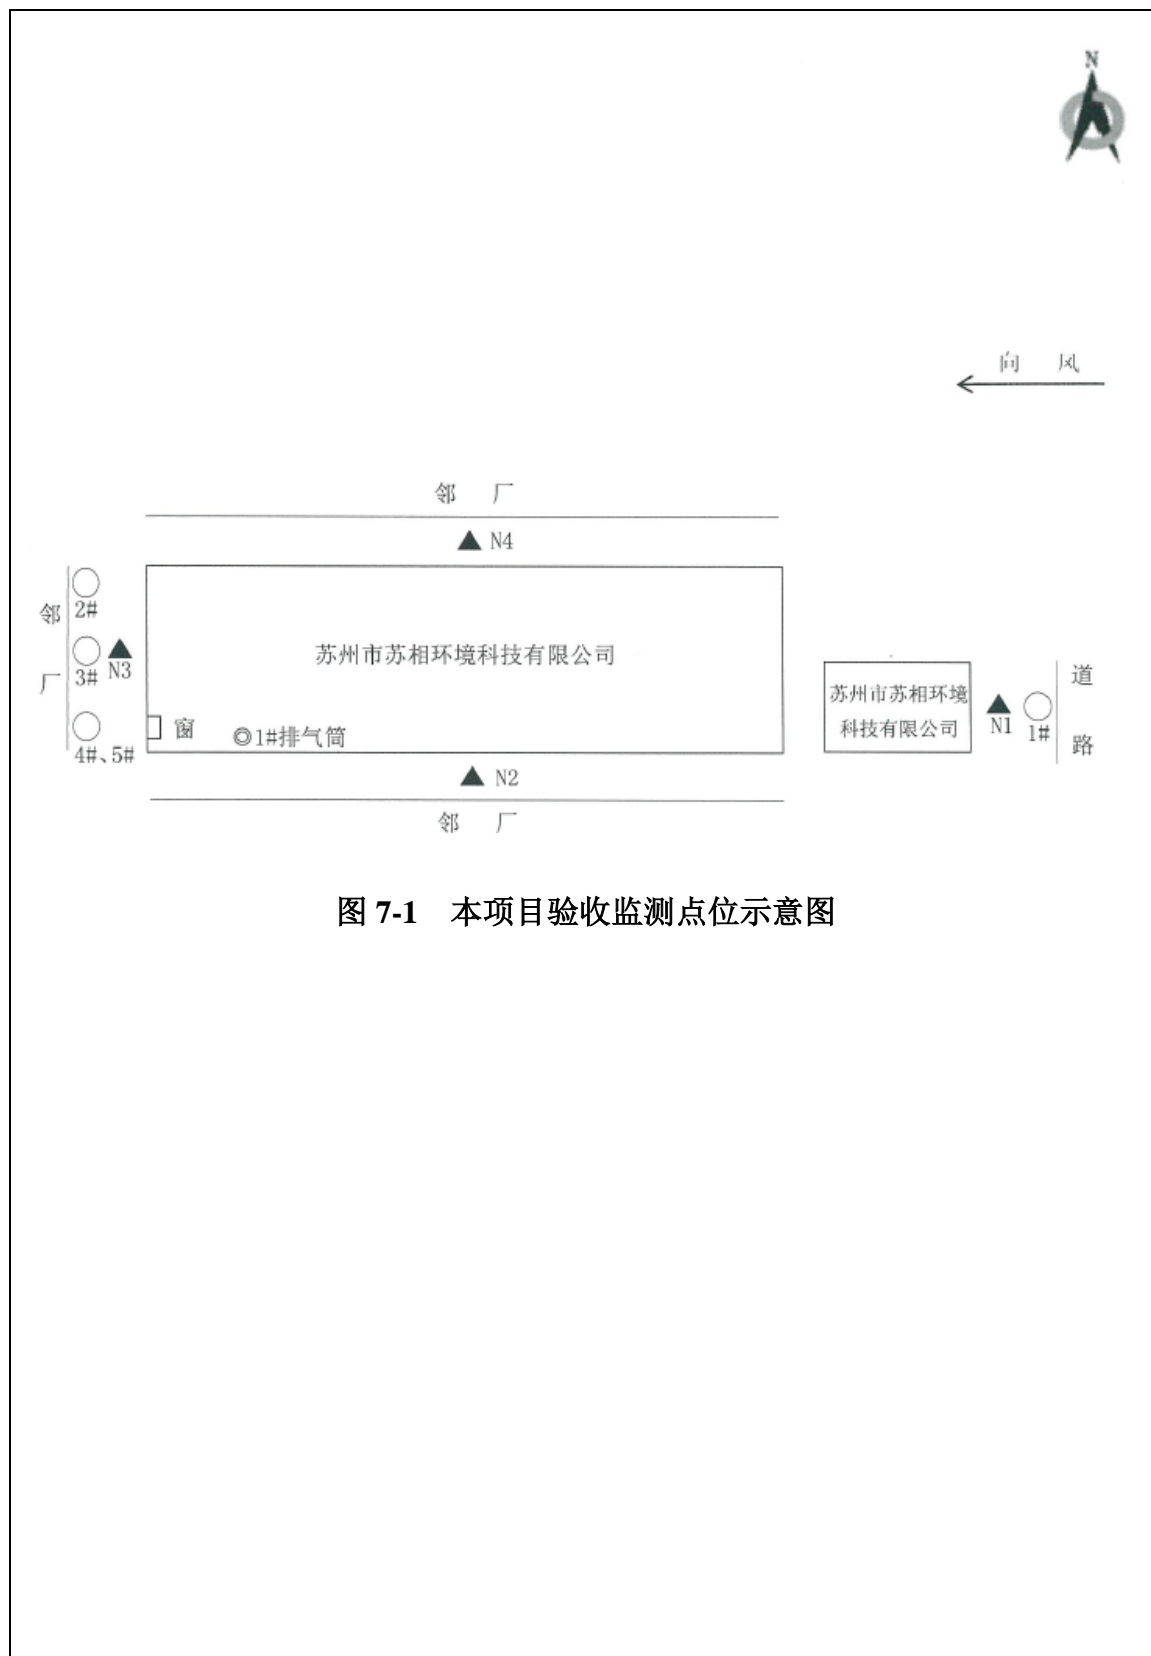 N
向 风
邻 厂
N4
邻 厂
2#
3#
N3
4#、5#
苏州市苏相环境科技有限公司
窗
◎1#排气筒
苏州市苏相环境
科技有限公司
N1
1#
道 路
N2
邻 厂
图 7-1 本项目验收监测点位示意图